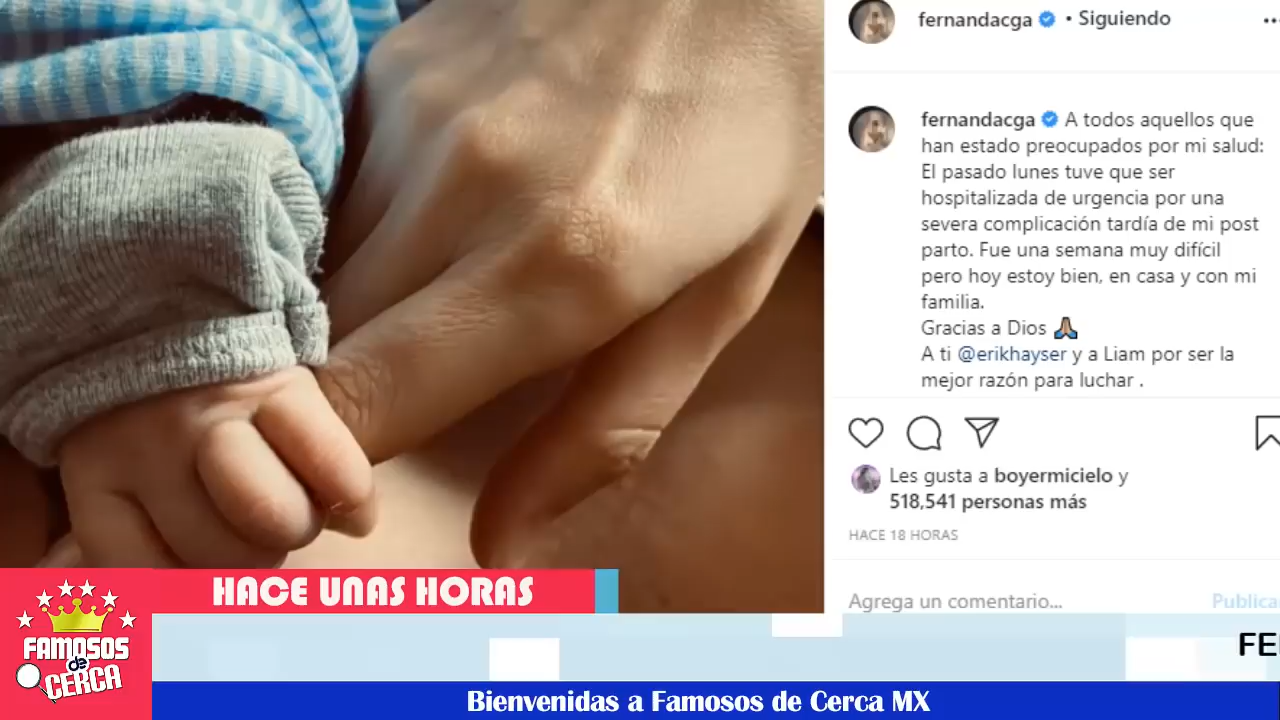 fernandacga • Siguiendo
fernandacga A todos aquellos que
han estado preocupados por mi salud:
El pasado lunes tuve que ser
hospitalizada de urgencia por una
severa complicación tardía de mi post
parto. Fue una semana muy difícil
pero hoy estoy bien, en casa y con mi
familia.
Gracias a Dios 🙏🏼
A ti @erikhayser y a Liam por ser la
mejor razón para luchar .
Les gusta a boyermicielo y
518,541 personas más
HACE 18 HORAS
Agrega un comentario...
Publica
HACE UNAS HORAS
FAMOSOS
de
CERCA
FE
Bienvenidas a Famosos de Cerca MX